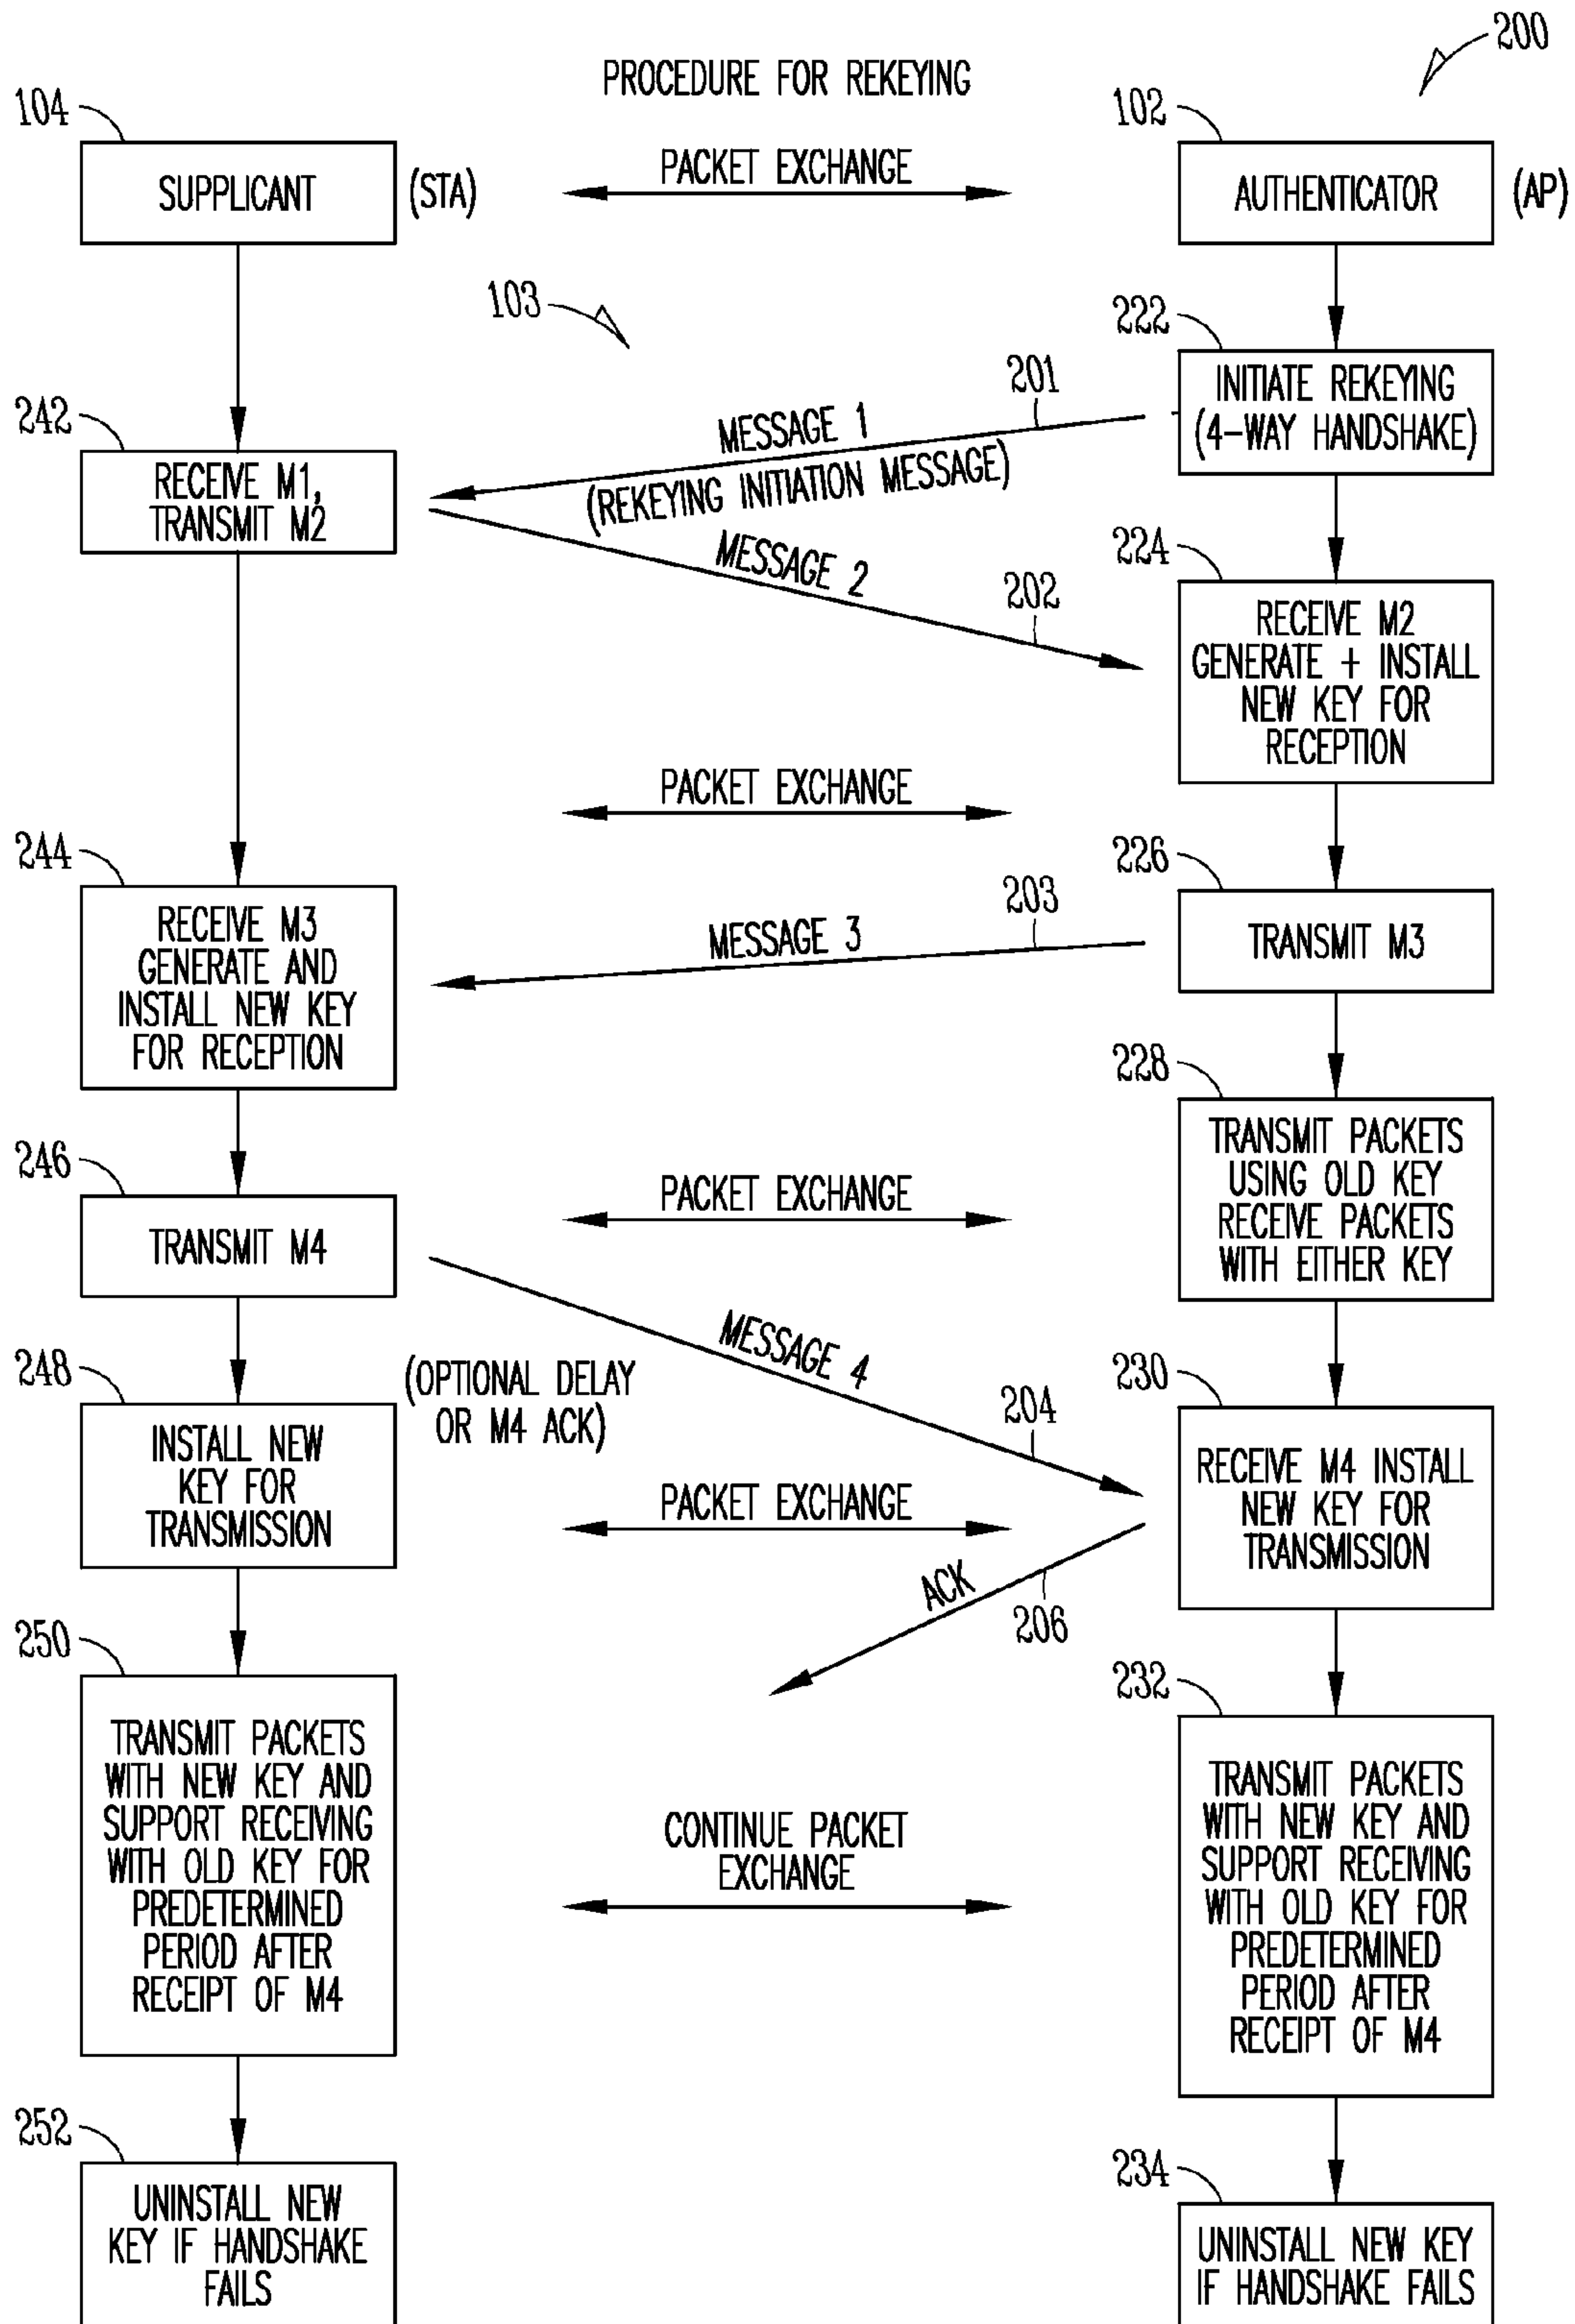 200
PROCEDURE FOR REKEYING
104
102
SUPPLICANT
(STA)
PACKET EXCHANGE
AUTHENTICATOR
(AP)
103
222
201
INITIATE REKEYING
(4-WAY HANDSHAKE)
MESSAGE 1
(REKEYING INITIATION MESSAGE)
242
RECEIVE M1,
TRANSMIT M2
MESSAGE 2
202
224
RECEIVE M2
GENERATE + INSTALL
NEW KEY FOR
RECEPTION
PACKET EXCHANGE
244
RECEIVE M3
GENERATE AND
INSTALL NEW KEY
FOR RECEPTION
MESSAGE 3
203
226
TRANSMIT M3
228
TRANSMIT PACKETS
USING OLD KEY
RECEIVE PACKETS
WITH EITHER KEY
246
TRANSMIT M4
PACKET EXCHANGE
MESSAGE 4
204
248
INSTALL NEW
KEY FOR
TRANSMISSION
(OPTIONAL DELAY
OR M4 ACK)
PACKET EXCHANGE
230
RECEIVE M4 INSTALL
NEW KEY FOR
TRANSMISSION
ACK
206
250
TRANSMIT PACKETS
WITH NEW KEY AND
SUPPORT RECEIVING
WITH OLD KEY FOR
PREDETERMINED
PERIOD AFTER
RECEIPT OF M4
CONTINUE PACKET
EXCHANGE
232
TRANSMIT PACKETS
WITH NEW KEY AND
SUPPORT RECEIVING
WITH OLD KEY FOR
PREDETERMINED
PERIOD AFTER
RECEIPT OF M4
252
UNINSTALL NEW
KEY IF HANDSHAKE
FAILS
234
UNINSTALL NEW KEY
IF HANDSHAKE FAILS